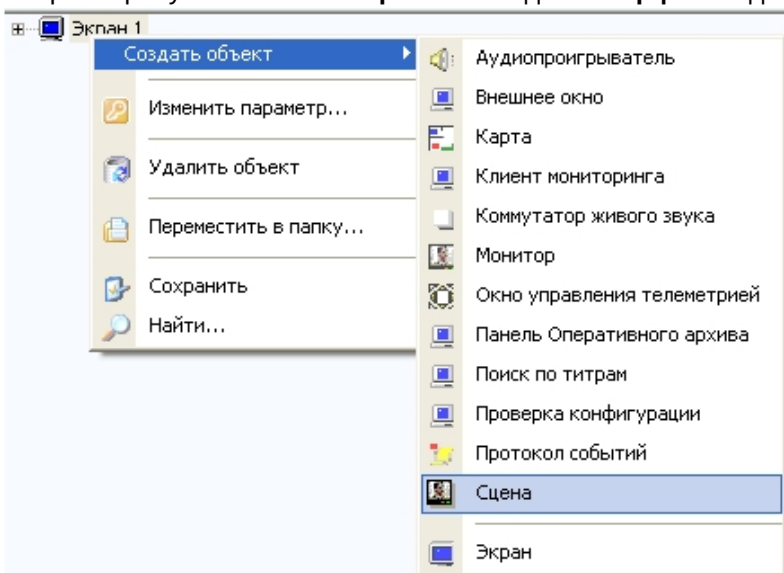 Экран 1
Создать объект
Изменить параметр...
Удалить объект
Переместить в папку...
Сохранить
Найти...
Аудиопроигрыватель
Внешнее окно
Карта
Клиент мониторинга
Коммутатор живого звука
Монитор
Окно управления телеметрией
Панель Оперативного архива
Поиск по титрам
Проверка конфигурации
Протокол событий
Сцена
Экран